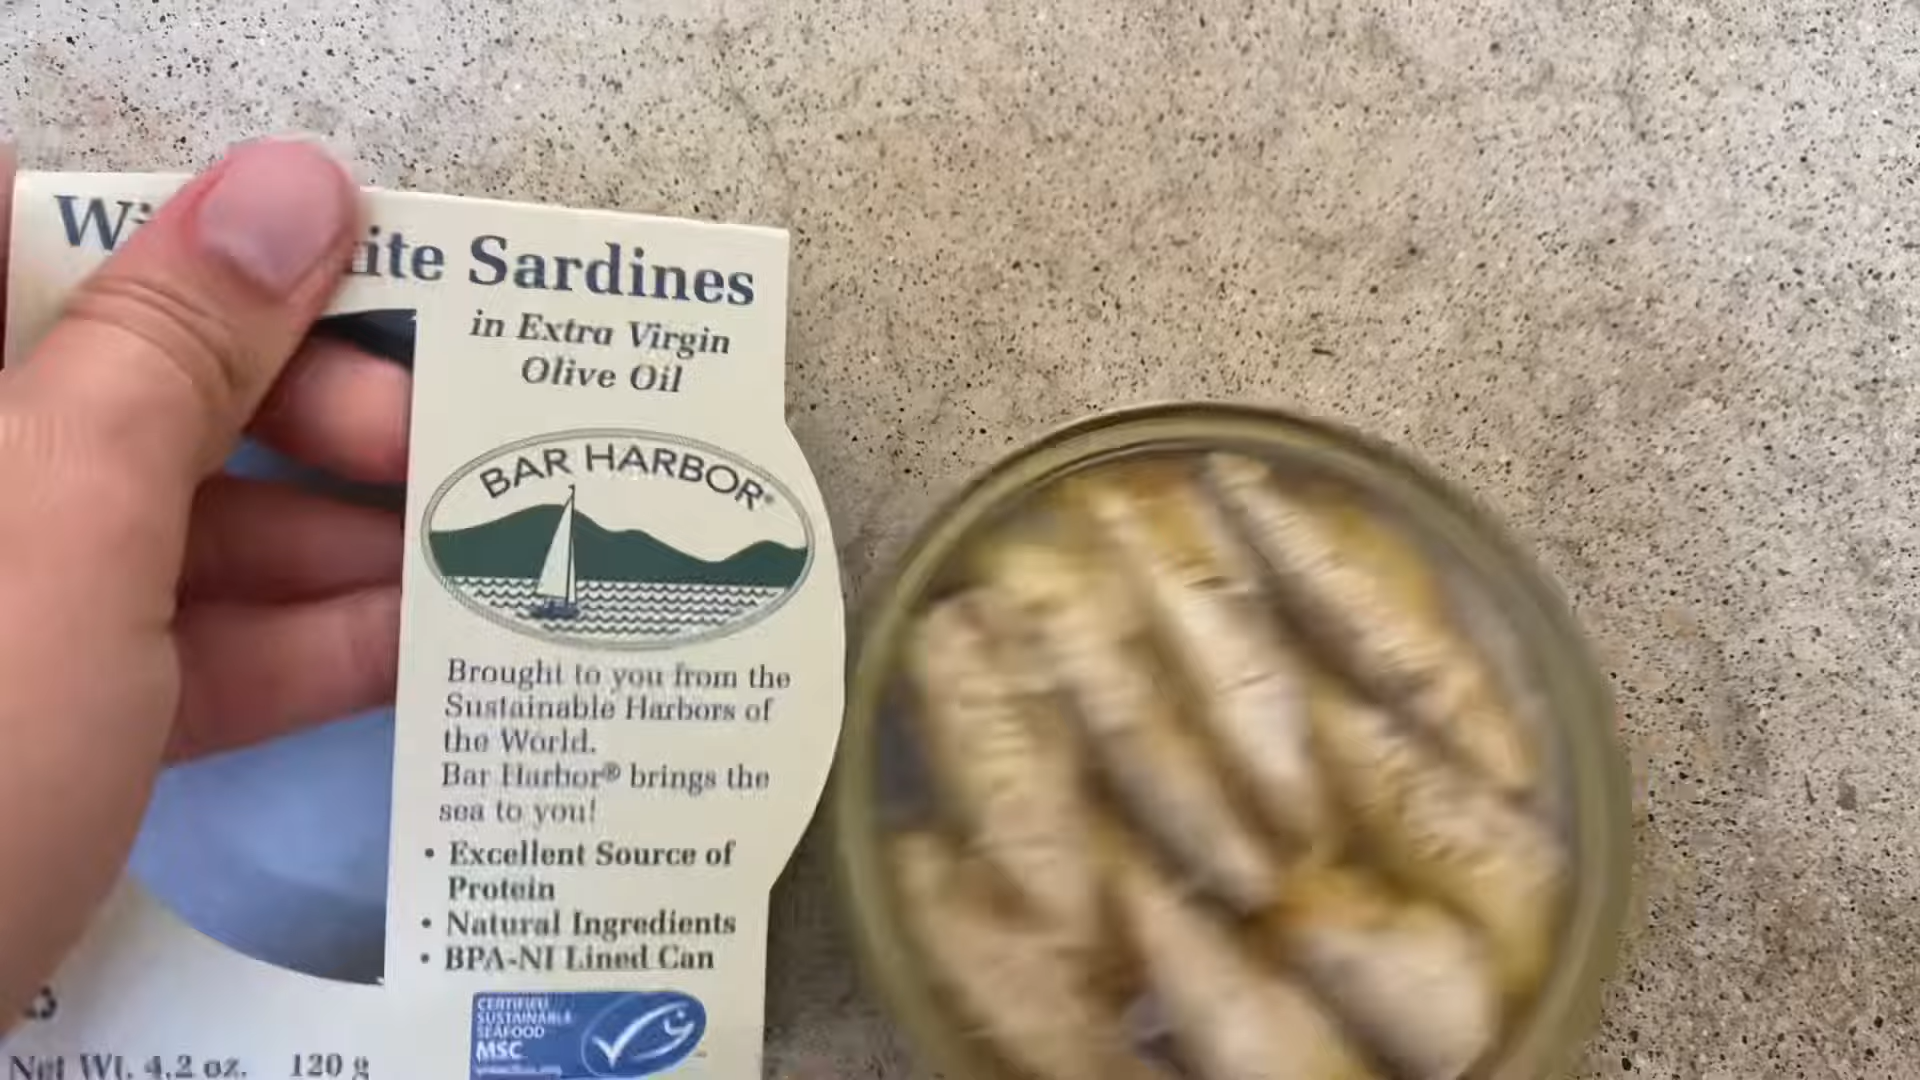 Sardines
in Extra Virgin
Olive Oil
BAR HARBOR®
Brought to you from the
Sustainable Harbors of
the World.
Bar Harbor® brings the
sea to you!
• Excellent Source of
Protein
• Natural Ingredients
• BPA-NI Lined Can
CERTIFIED
SUSTAINABLE
SEAFOOD
MSC
Net Wt. 4.2 oz. 120 g